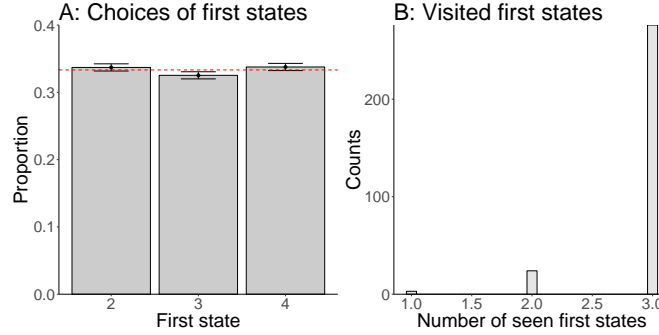 A: Choices of first states
0.4
0.3
0.2
0.1
0.0
Proportion
2 3 4
First state
B: Visited first states
200
100
0
Counts
1.0 1.5 2.0 2.5 3.0
Number of seen first states